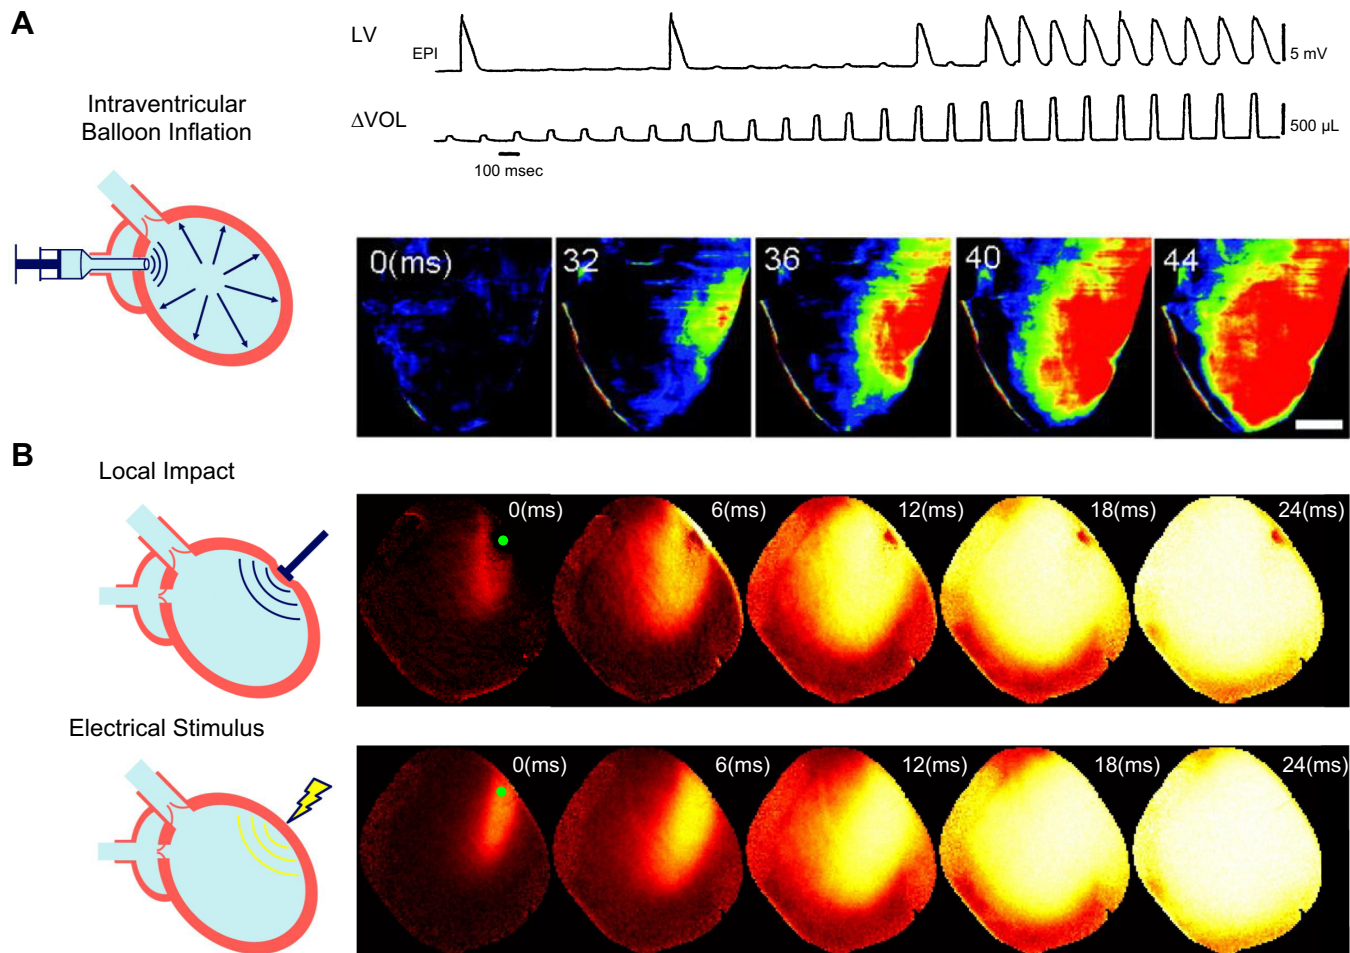 A
LV
EPI
5 mV
Intraventricular
Balloon Inflation
ΔVOL
500 µL
100 msec
0(ms)
32
36
40
44
B
Local Impact
0(ms)
6(ms)
12(ms)
18(ms)
24(ms)
Electrical Stimulus
0(ms)
6(ms)
12(ms)
18(ms)
24(ms)